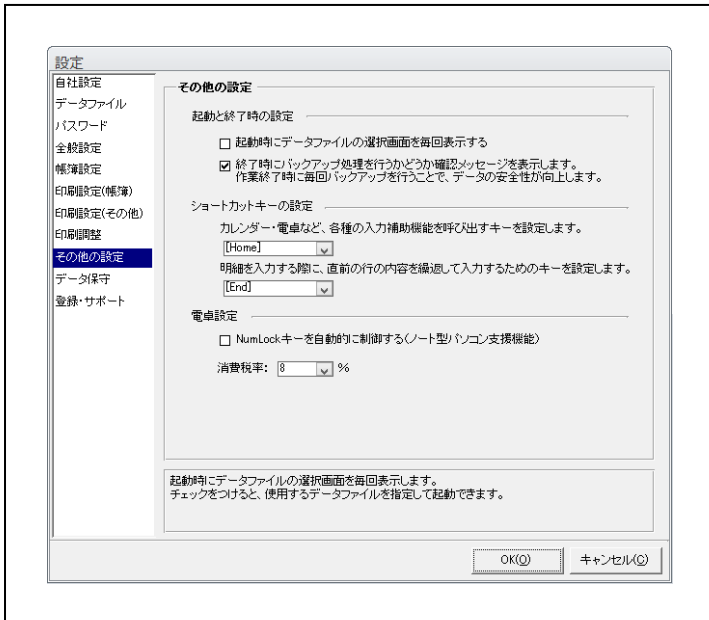 設定
自社設定
データファイル
パスワード
全般設定
帳簿設定
印刷設定(帳簿)
印刷設定(その他)
印刷調整
その他の設定
データ保守
登録・サポート
その他の設定
起動と終了時の設定
起動時にデータファイルの選択画面を毎回表示する
終了時にバックアップ処理を行うかどうか確認メッセージを表示します。
作業終了時に毎回バックアップを行うことで、データの安全性が向上します。
ショートカットキーの設定
カレンダー・電卓など、各種の入力補助機能を呼び出すキーを設定します。
[Home]
明細を入力する際に、直前の行の内容を繰返して入力するためのキーを設定します。
[End]
電卓設定
NumLockキーを自動的に制御する(ノート型パソコン支援機能)
消費税率: 8 %
起動時にデータファイルの選択画面を毎回表示します。
チェックをつけると、使用するデータファイルを指定して起動できます。
OK(O) キャンセル(C)